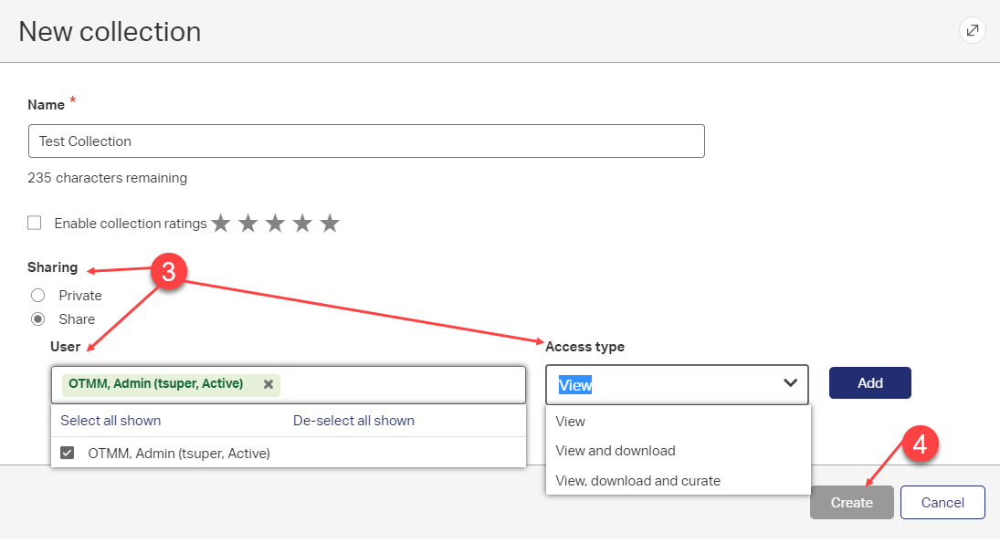 New collection
Name *
Test Collection
235 characters remaining
Enable collection ratings
Sharing
3
Private
Share
User
Access type
OTMM, Admin (tsuper, Active)
View
Add
Select all shown
De-select all shown
View
OTMM, Admin (tsuper, Active)
View and download
View, download and curate
4
Create
Cancel